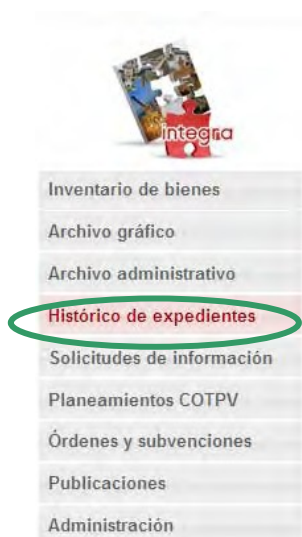 integra
Inventario de bienes
Archivo gráfico
Archivo administrativo
Histórico de expedientes
Solicitudes de información
Planeamientos COTPV
Órdenes y subvenciones
Publicaciones
Administración